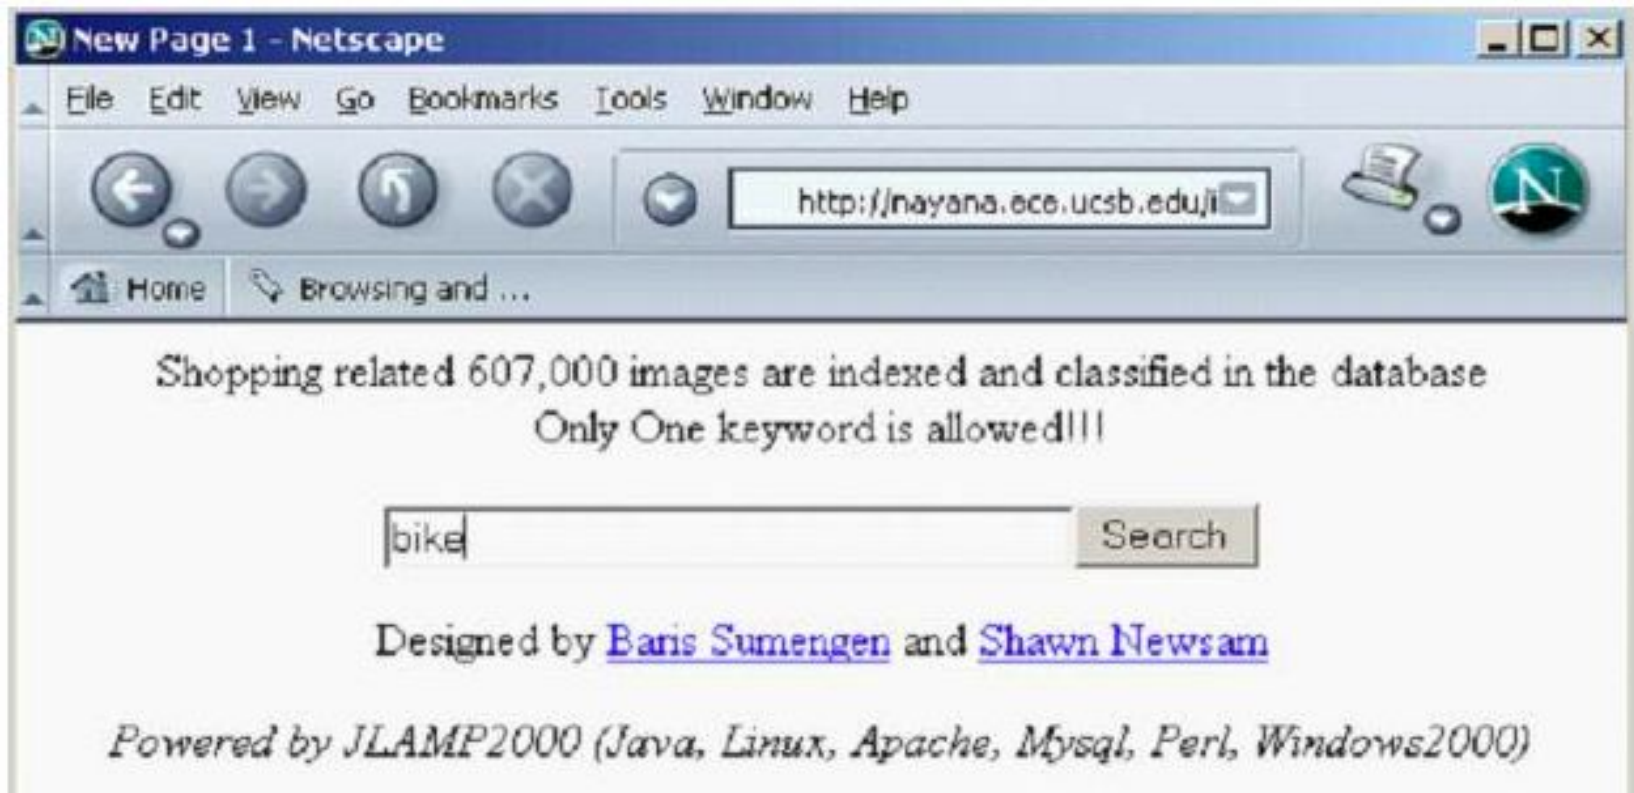 New Page 1 - Netscape
File Edit View Go Bookmarks Tools Window Help
http://nayana.ece.ucsb.edu/i
N
Home Browsing and ...
Shopping related 607,000 images are indexed and classified in the database
Only One keyword is allowed!!!
bike Search
Designed by Baris Sumengen and Shawn Newsam
Powered by JLAMP2000 (Java, Linux, Apache, Mysql, Perl, Windows2000)